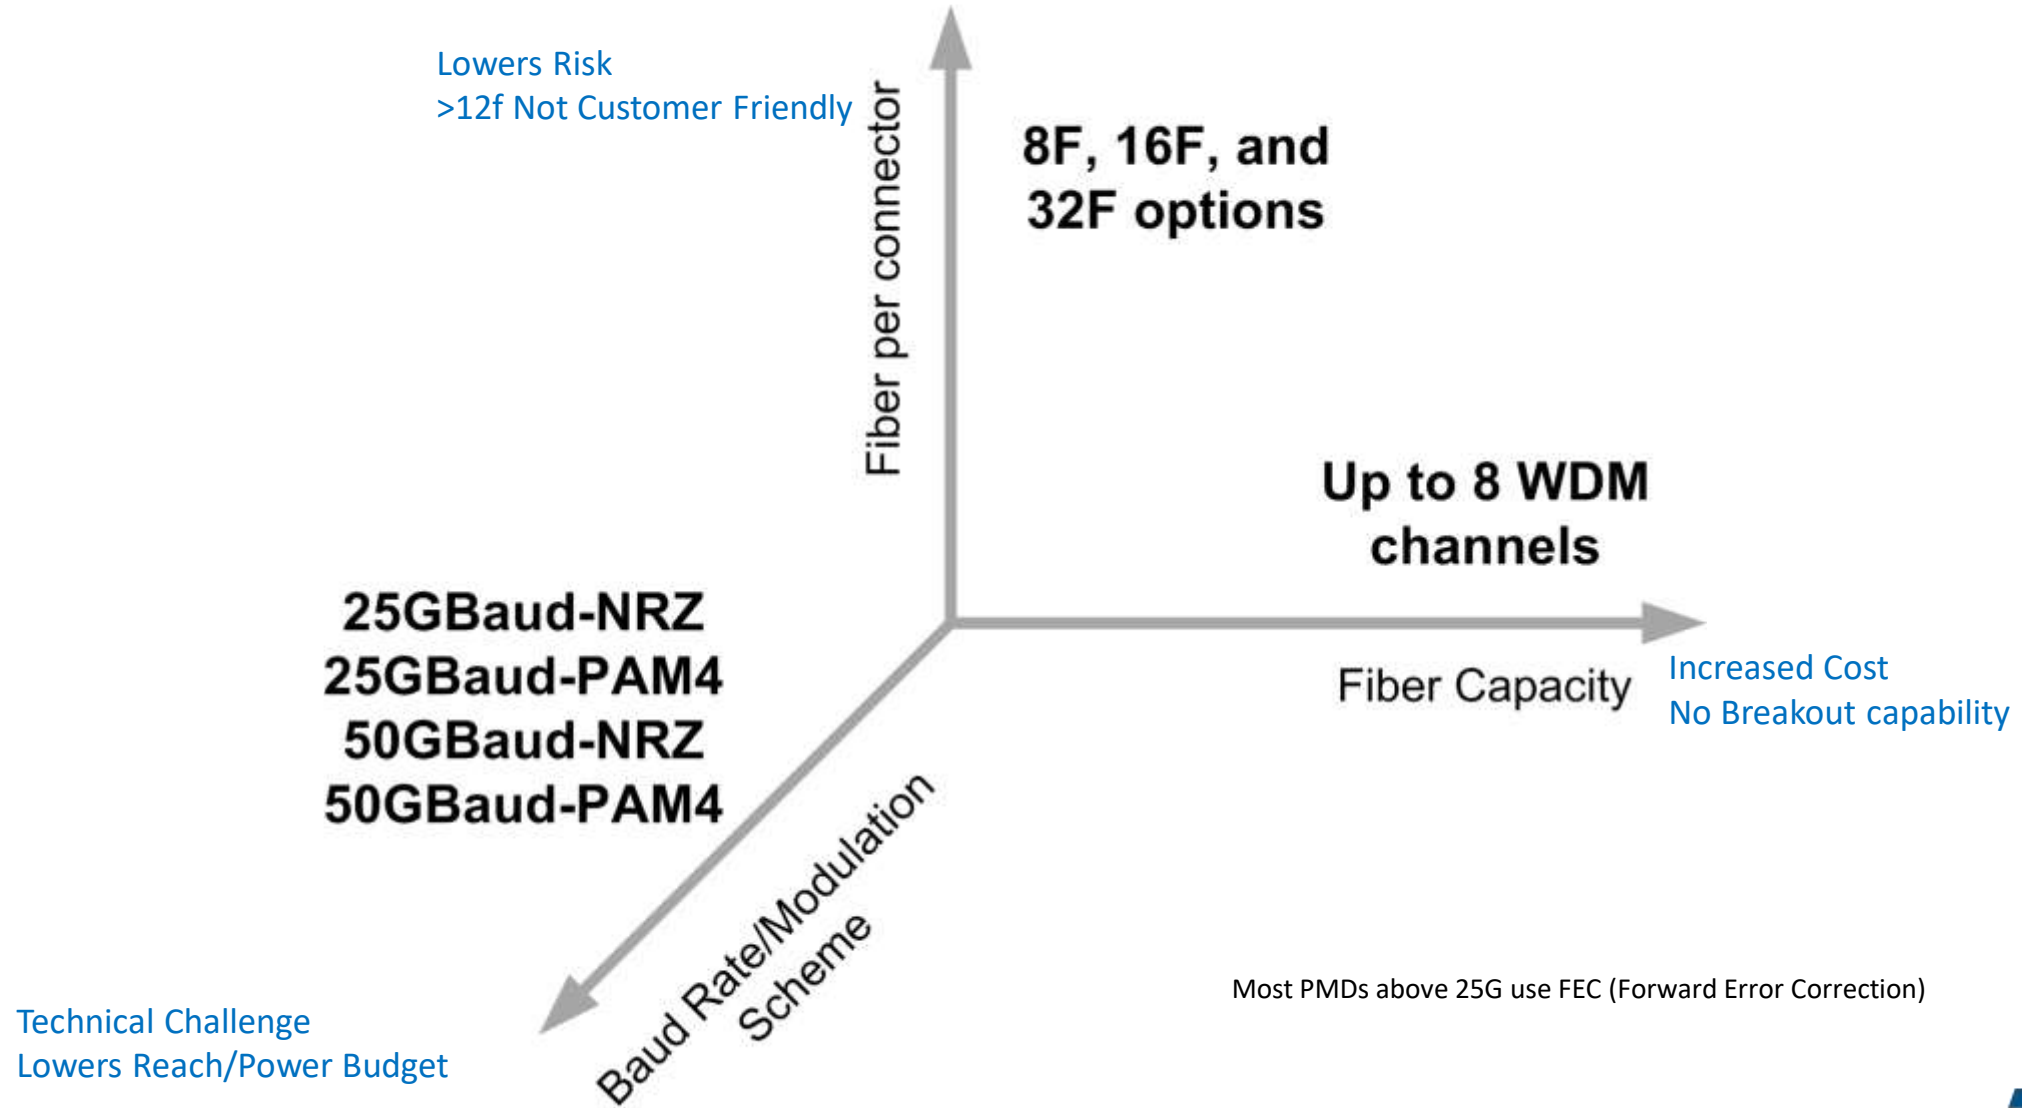 Lowers Risk
>12f Not Customer Friendly
Fiber per connector
8F, 16F, and
32F options
Up to 8 WDM
channels
25GBaud-NRZ
25GBaud-PAM4
50GBaud-NRZ
50GBaud-PAM4
Fiber Capacity
Increased Cost
No Breakout capability
Baud Rate/Modulation
Scheme
Most PMDs above 25G use FEC (Forward Error Correction)
Technical Challenge
Lowers Reach/Power Budget